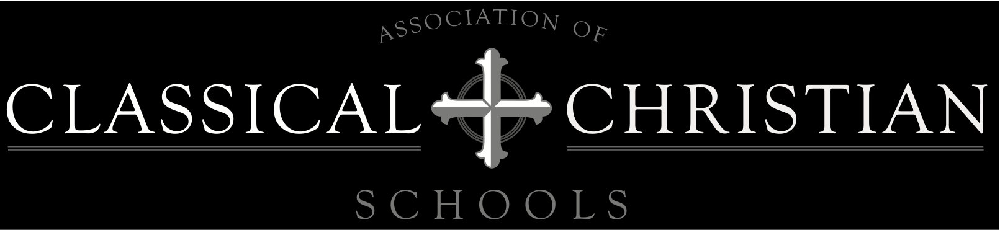 ASSOCIATION OF
CLASSICAL CHRISTIAN
SCHOOLS